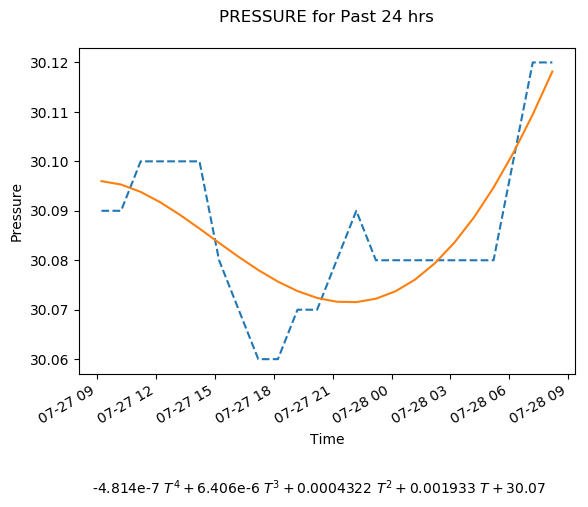 PRESSURE for Past 24 hrs
30.12
30.11
30.10
30.09
30.08
30.07
30.06
Pressure
07-27 09 07-27 12 07-27 15 07-27 18 07-27 21 07-28 00 07-28 03 07-28 06 07-28 09
Time
-4.814e-7 T⁴ + 6.406e-6 T³ + 0.0004322 T² + 0.001933 T + 30.07